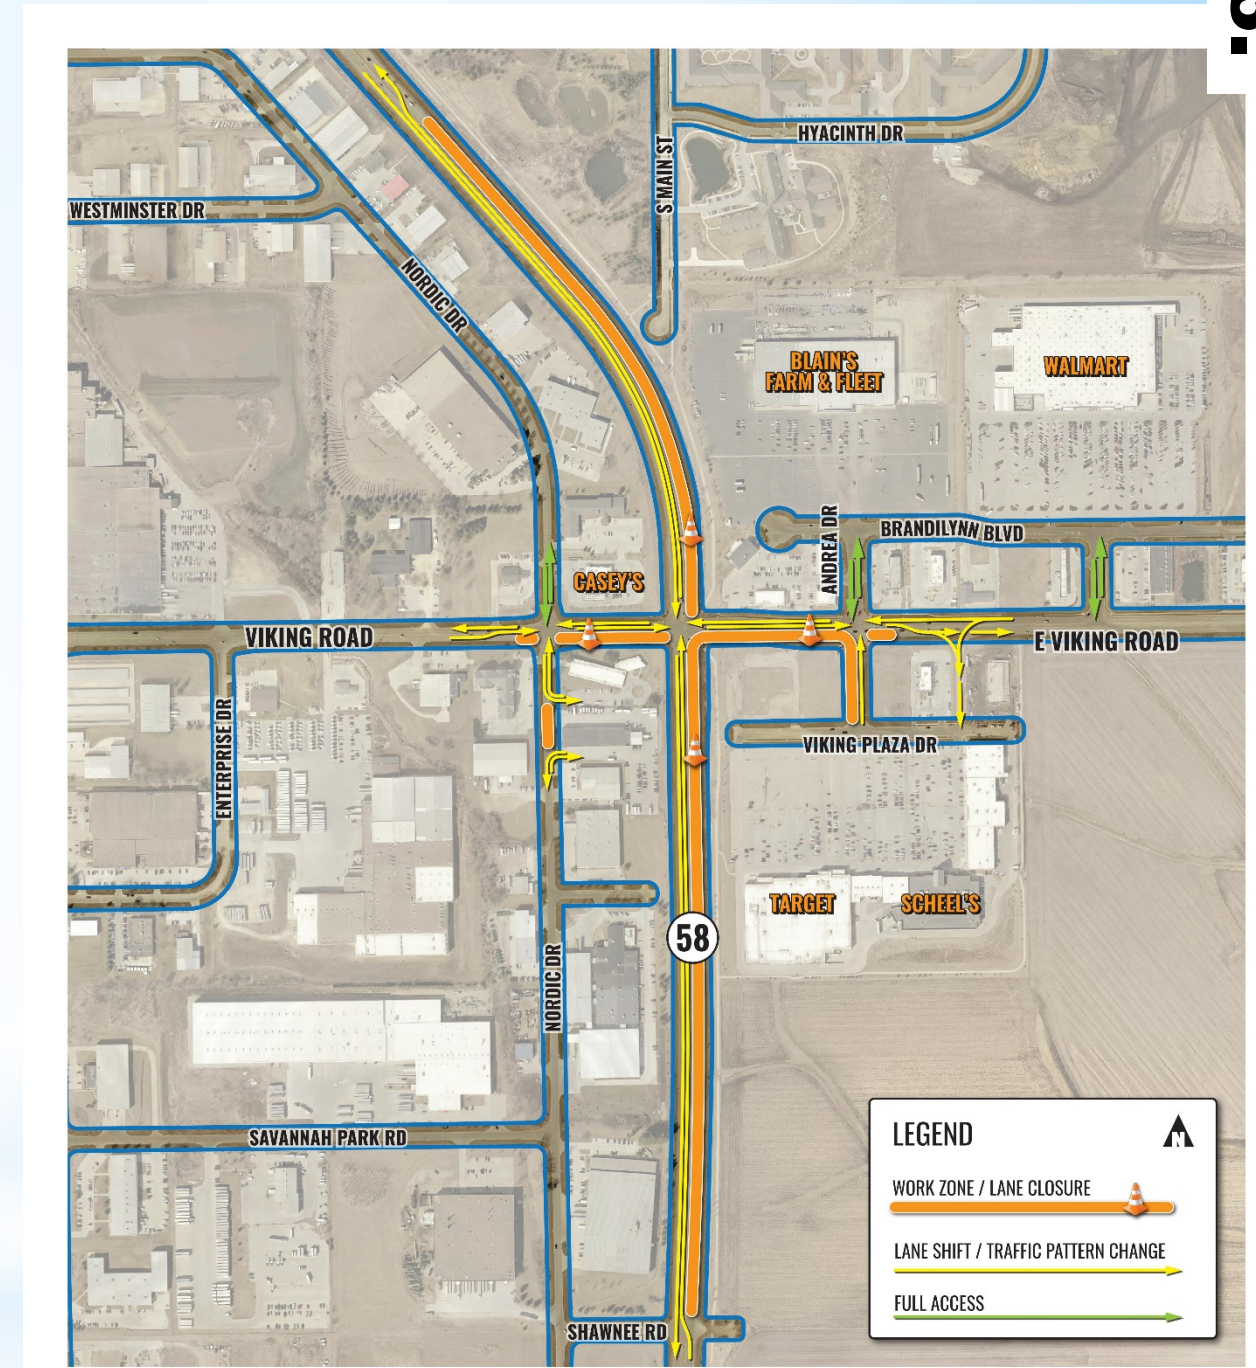 HYACINTH DR
S MAIN ST
WESTMINSTER DR
NORDIC DR
BLAIN'S
FARM & FLEET
WALMART
ANDREA DR
BRANDILYNN BLVD
CASEY'S
VIKING ROAD
E VIKING ROAD
ENTERPRISE DR
VIKING PLAZA DR
TARGET
SCHEEL'S
58
NORDIC DR
SAVANNAH PARK RD
SHAWNEE RD
LEGEND
N
WORK ZONE / LANE CLOSURE
LANE SHIFT / TRAFFIC PATTERN CHANGE
FULL ACCESS